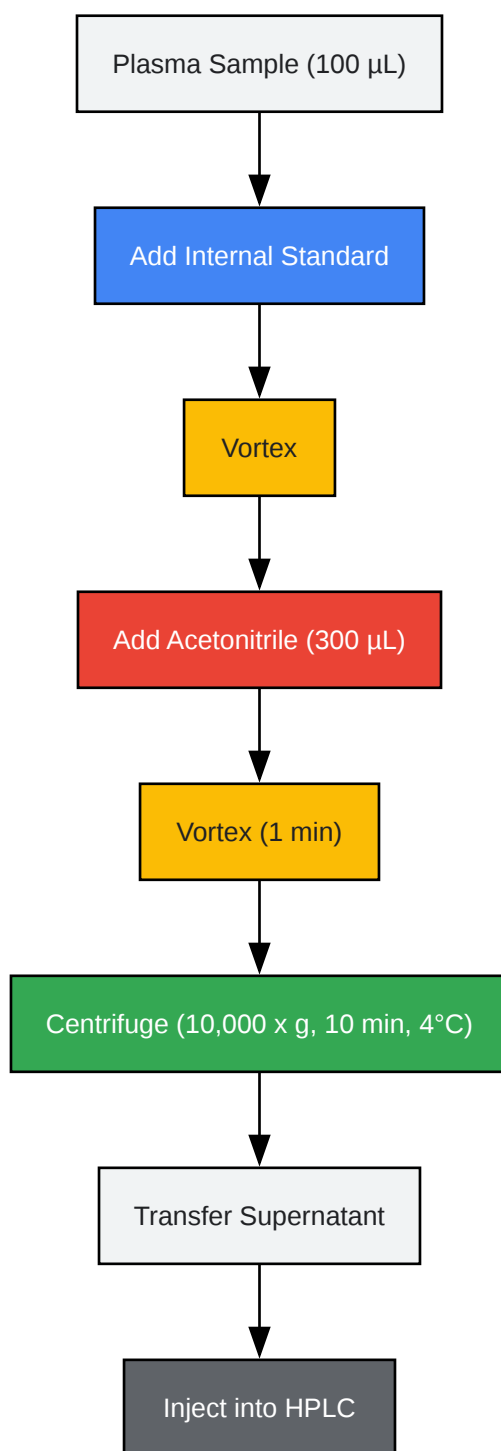 Plasma Sample (100 µL)
Add Internal Standard
Vortex
Add Acetonitrile (300 µL)
Vortex (1 min)
Centrifuge (10,000 x g, 10 min, 4°C)
Transfer Supernatant
Inject into HPLC